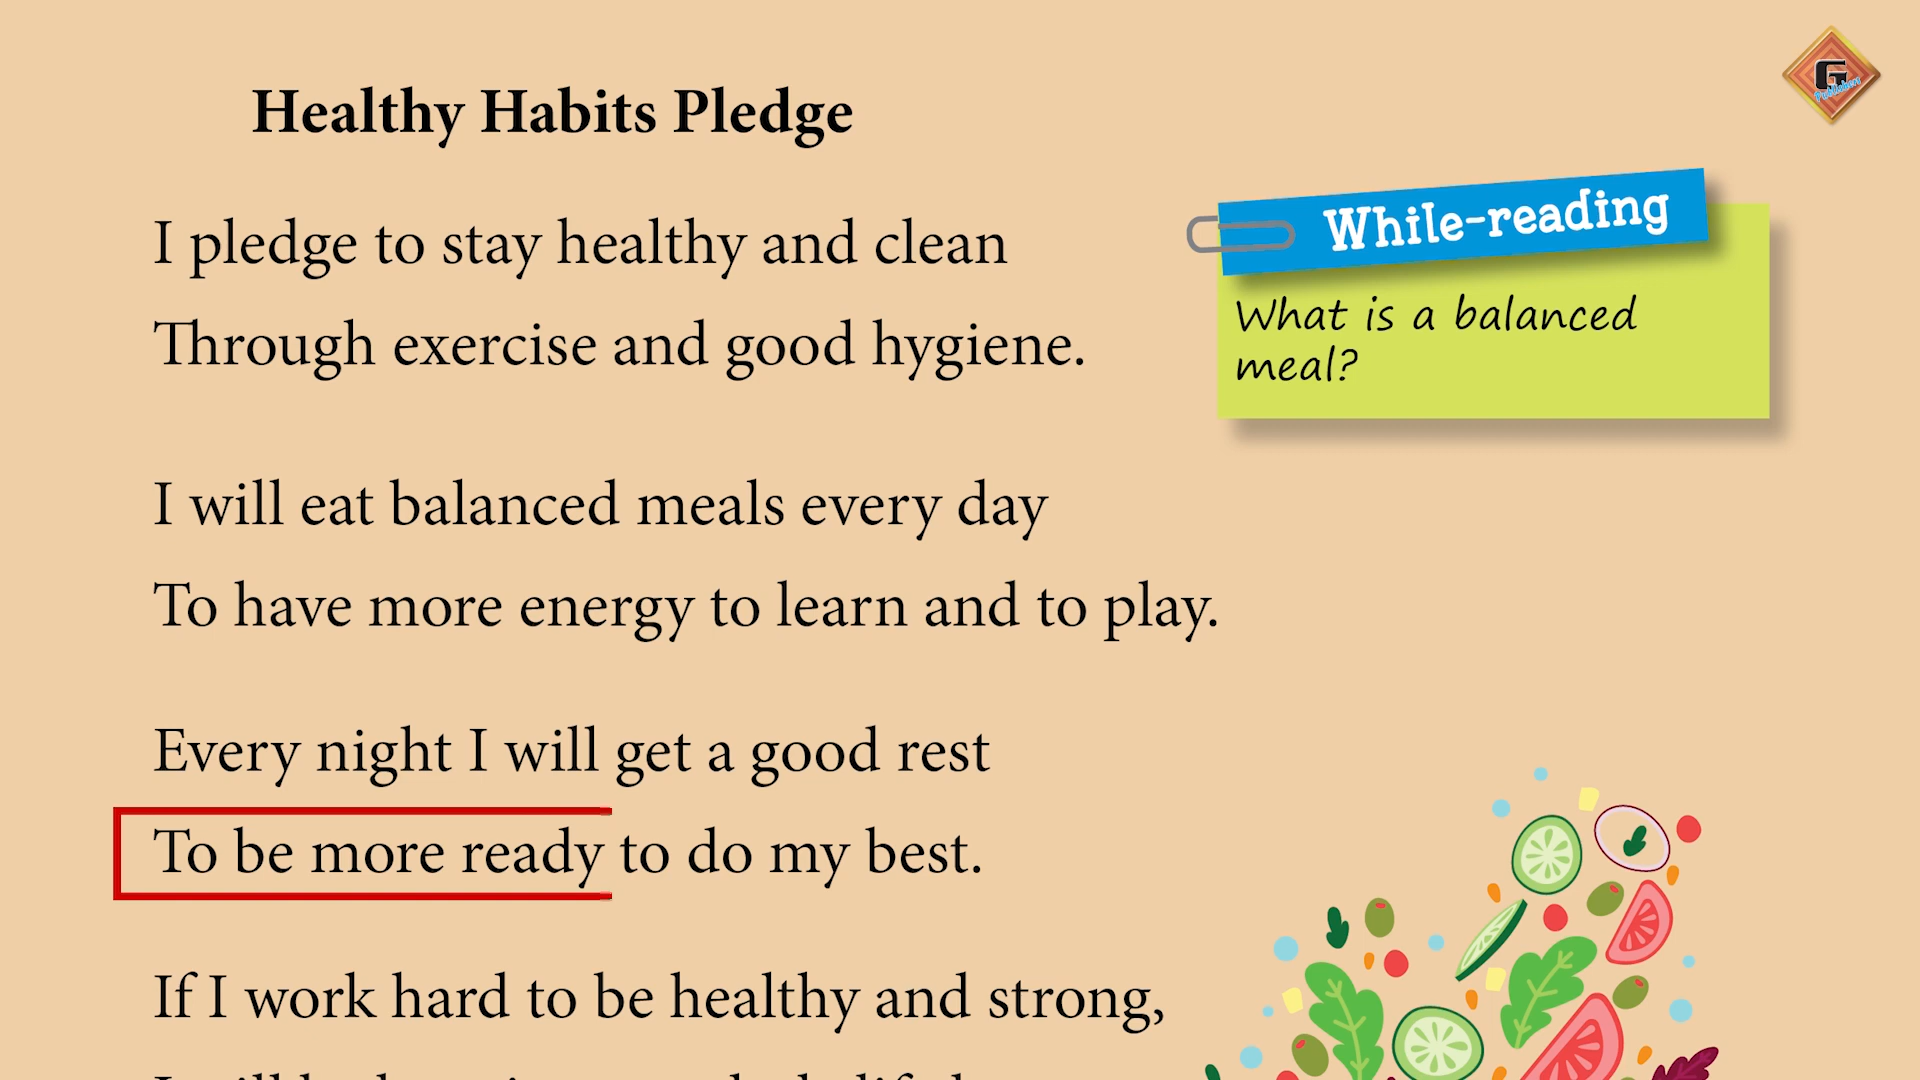 Healthy Habits Pledge
I pledge to stay healthy and clean
Through exercise and good hygiene.
I will eat balanced meals every day
To have more energy to learn and to play.
Every night I will get a good rest
To be more ready to do my best.
If I work hard to be healthy and strong,
While-reading
What is a balanced
meal?
G
Publishers